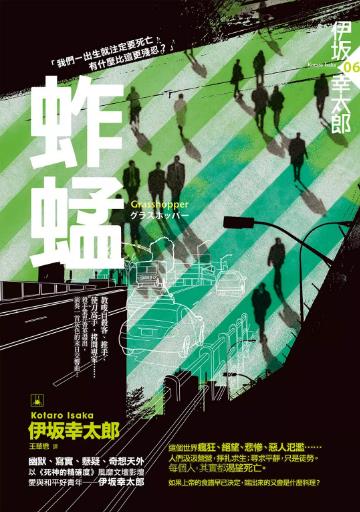 「我們一出生就注定要死亡，
有什麼比這更殘忍？」
伊坂幸太郎
Kotaro Isaka
06
蚱蜢
Grasshopper
グラスホッパー
Kotaro Isaka
伊坂幸太郎
王華懋 譯
幽默、寫實、懸疑、奇想天外
以《死神的精確度》風靡文壇影壇
愛與和平好青年——伊坂幸太郎
這個世界瘋狂、絕望、悲慘、惡人氾濫……
人們汲汲營營，掙扎求生；尋求平靜，只是徒勞。
每個人，其實都渴望死亡。
如果上帝的食譜早已決定，端出來的又會是什麼料理？